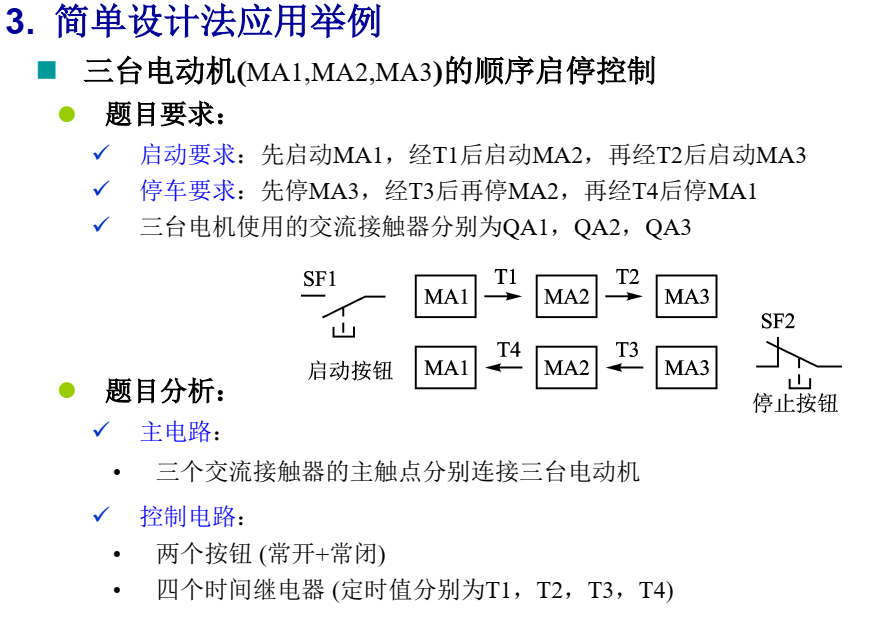 3. 简单设计法应用举例
三台电动机(MA1,MA2,MA3)的顺序启停控制
题目要求：
启动要求：先启动MA1，经T1后启动MA2，再经T2后启动MA3
停车要求：先停MA3，经T3后再停MA2，再经T4后停MA1
三台电机使用的交流接触器分别为QA1，QA2，QA3
SF1 MA1 T1 MA2 T2 MA3
启动按钮 MA1 T4 MA2 T3 MA3
SF2
停止按钮
题目分析：
主电路：
三个交流接触器的主触点分别连接三台电动机
控制电路：
两个按钮 (常开+常闭)
四个时间继电器 (定时值分别为T1，T2，T3，T4)